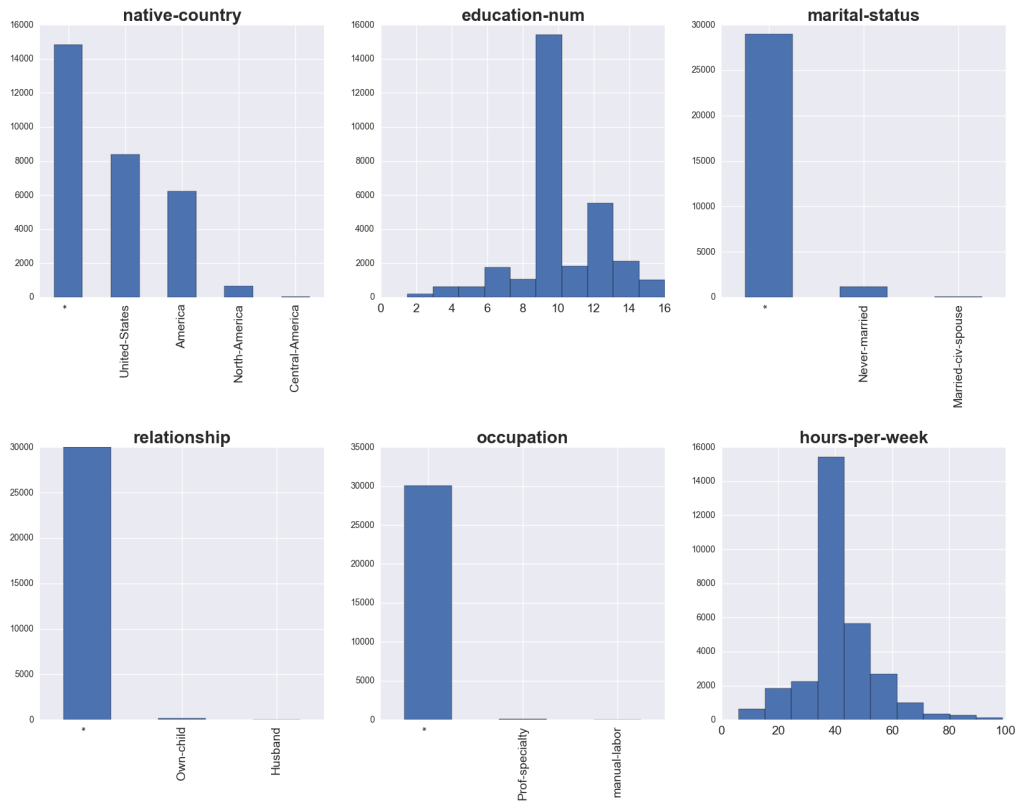 native-country
16000
14000
12000
10000
8000
6000
4000
2000
0
*
United-States
America
North-America
Central-America
education-num
16000
14000
12000
10000
8000
6000
4000
2000
0
0 2 4 6 8 10 12 14 16
marital-status
30000
25000
20000
15000
10000
5000
0
*
Never-married
Married-civ-spouse
relationship
30000
25000
20000
15000
10000
5000
0
*
Own-child
Husband
occupation
35000
30000
25000
20000
15000
10000
5000
0
*
Prof-specialty
manual-labor
hours-per-week
16000
14000
12000
10000
8000
6000
4000
2000
0
0 20 40 60 80 100